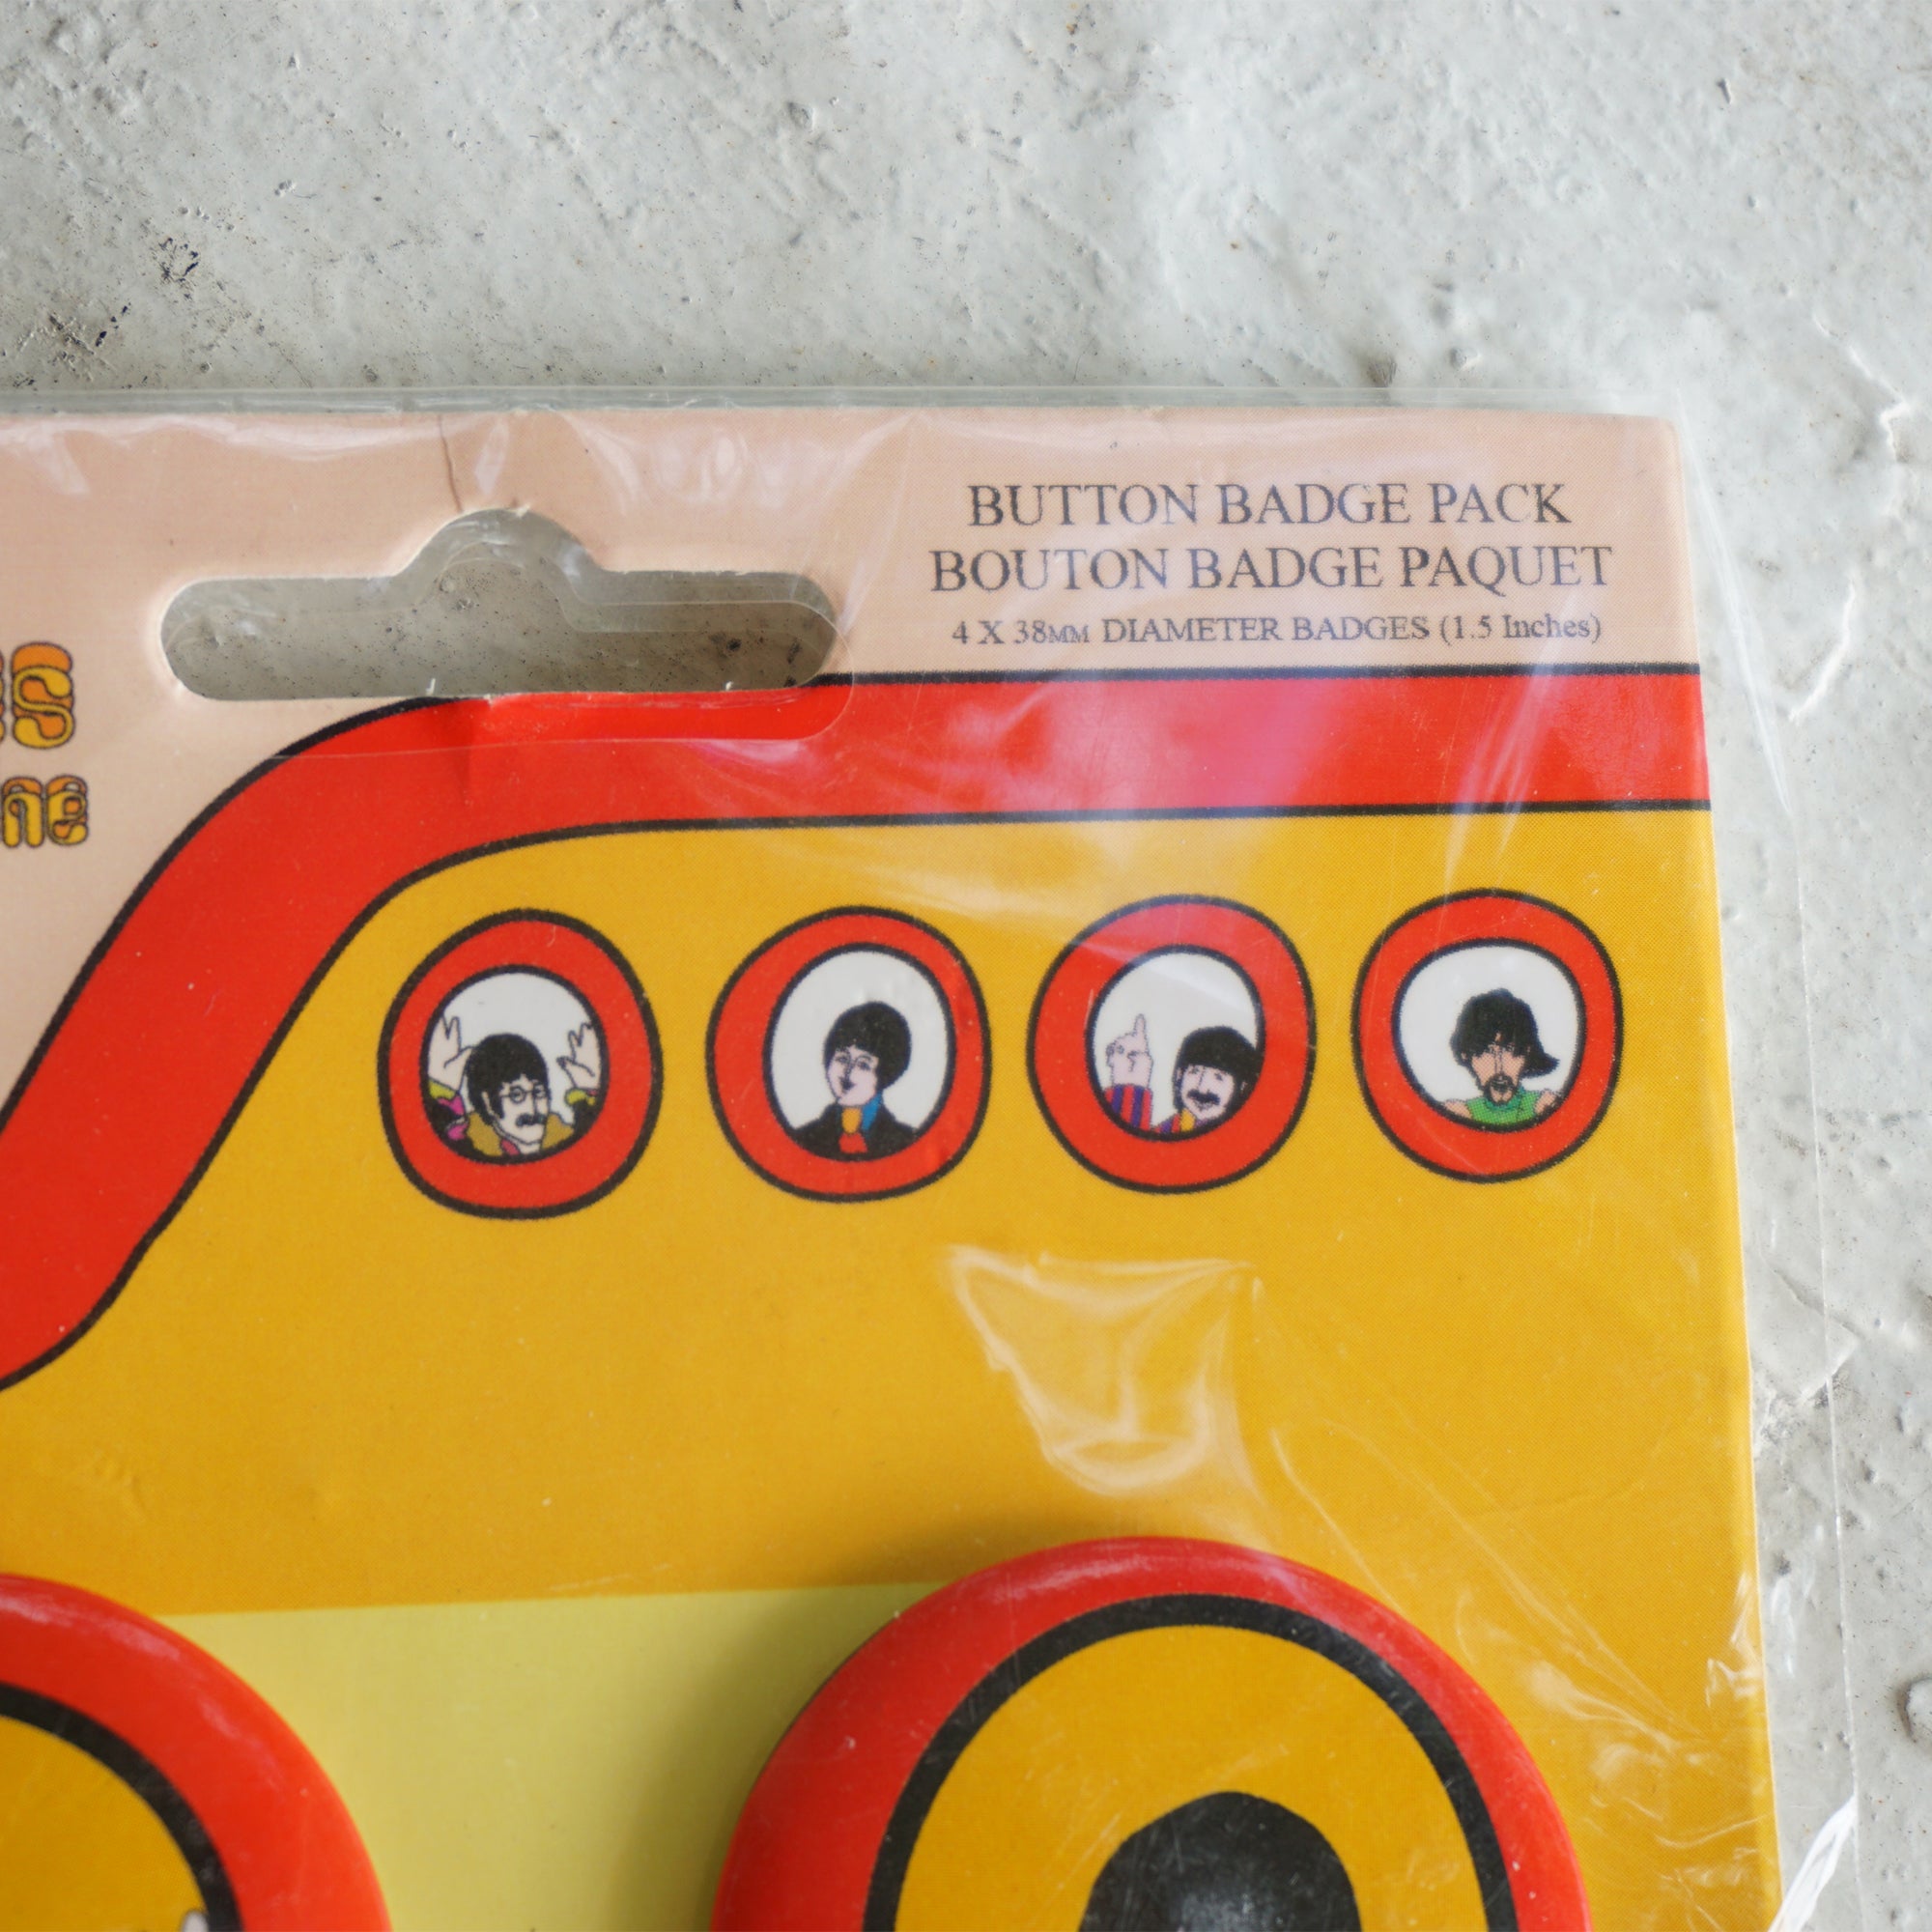 BUTTON BADGE PACK
BOUTON BADGE PAQUET
4 X 38MM DIAMETER BADGES (1.5 Inches)